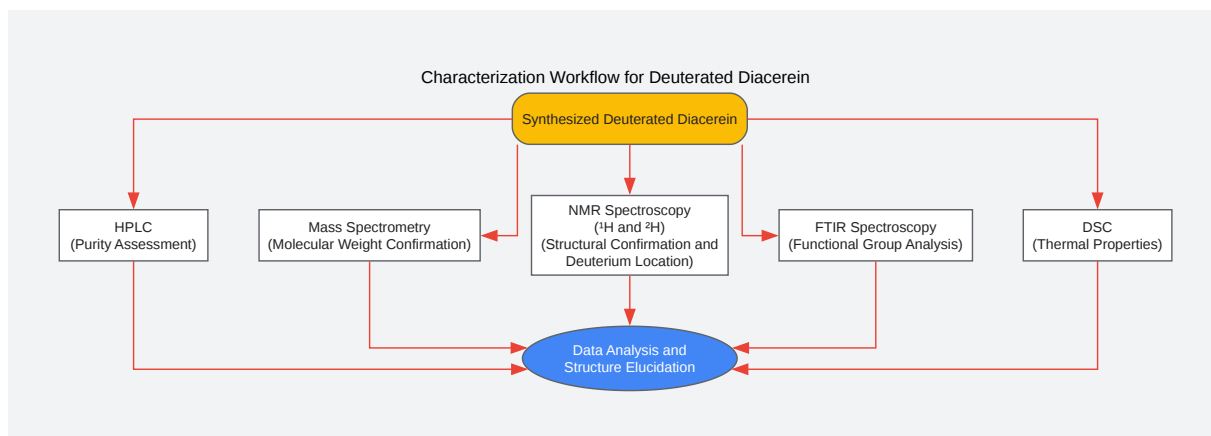 Characterization Workflow for Deuterated Diacerein
Synthesized Deuterated Diacerein
HPLC
(Purity Assessment)
Mass Spectrometry
(Molecular Weight Confirmation)
NMR Spectroscopy
(¹H and ²H)
(Structural Confirmation and
Deuterium Location)
FTIR Spectroscopy
(Functional Group Analysis)
DSC
(Thermal Properties)
Data Analysis and
Structure Elucidation